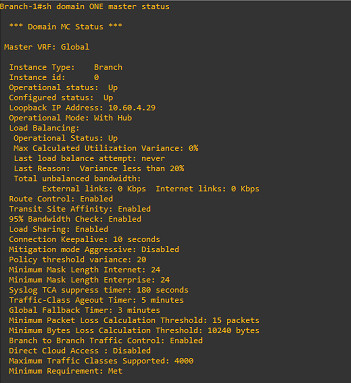 Branch-1#sh domain ONE master status
*** Domain MC Status ***
Master VRF: Global
Instance Type:    Branch
Instance id:      0
Operational status:  Up
Configured status:  Up
Loopback IP Address: 10.60.4.29
Operational Mode: With Hub
Load Balancing:
Operational Status: Up
Max Calculated Utilization Variance: 0%
Last load balance attempt: never
Last Reason:  Variance less than 20%
Total unbalanced bandwidth:
External links: 0 Kbps  Internet links: 0 Kbps
Route Control: Enabled
Transit Site Affinity: Enabled
95% Bandwidth Check: Enabled
Load Sharing: Enabled
Connection Keepalive: 10 seconds
Mitigation mode Aggressive: Disabled
Policy threshold variance: 20
Minimum Mask Length Internet: 24
Minimum Mask Length Enterprise: 24
Syslog TCA suppress timer: 180 seconds
Traffic-Class Ageout Timer: 5 minutes
Global Fallback Timer: 3 minutes
Minimum Packet Loss Calculation Threshold: 15 packets
Minimum Bytes Loss Calculation Threshold: 10240 bytes
Branch to Branch Traffic Control: Enabled
Direct Cloud Access : Disabled
Maximum Traffic Classes Supported: 4000
Minimum Requirement: Met